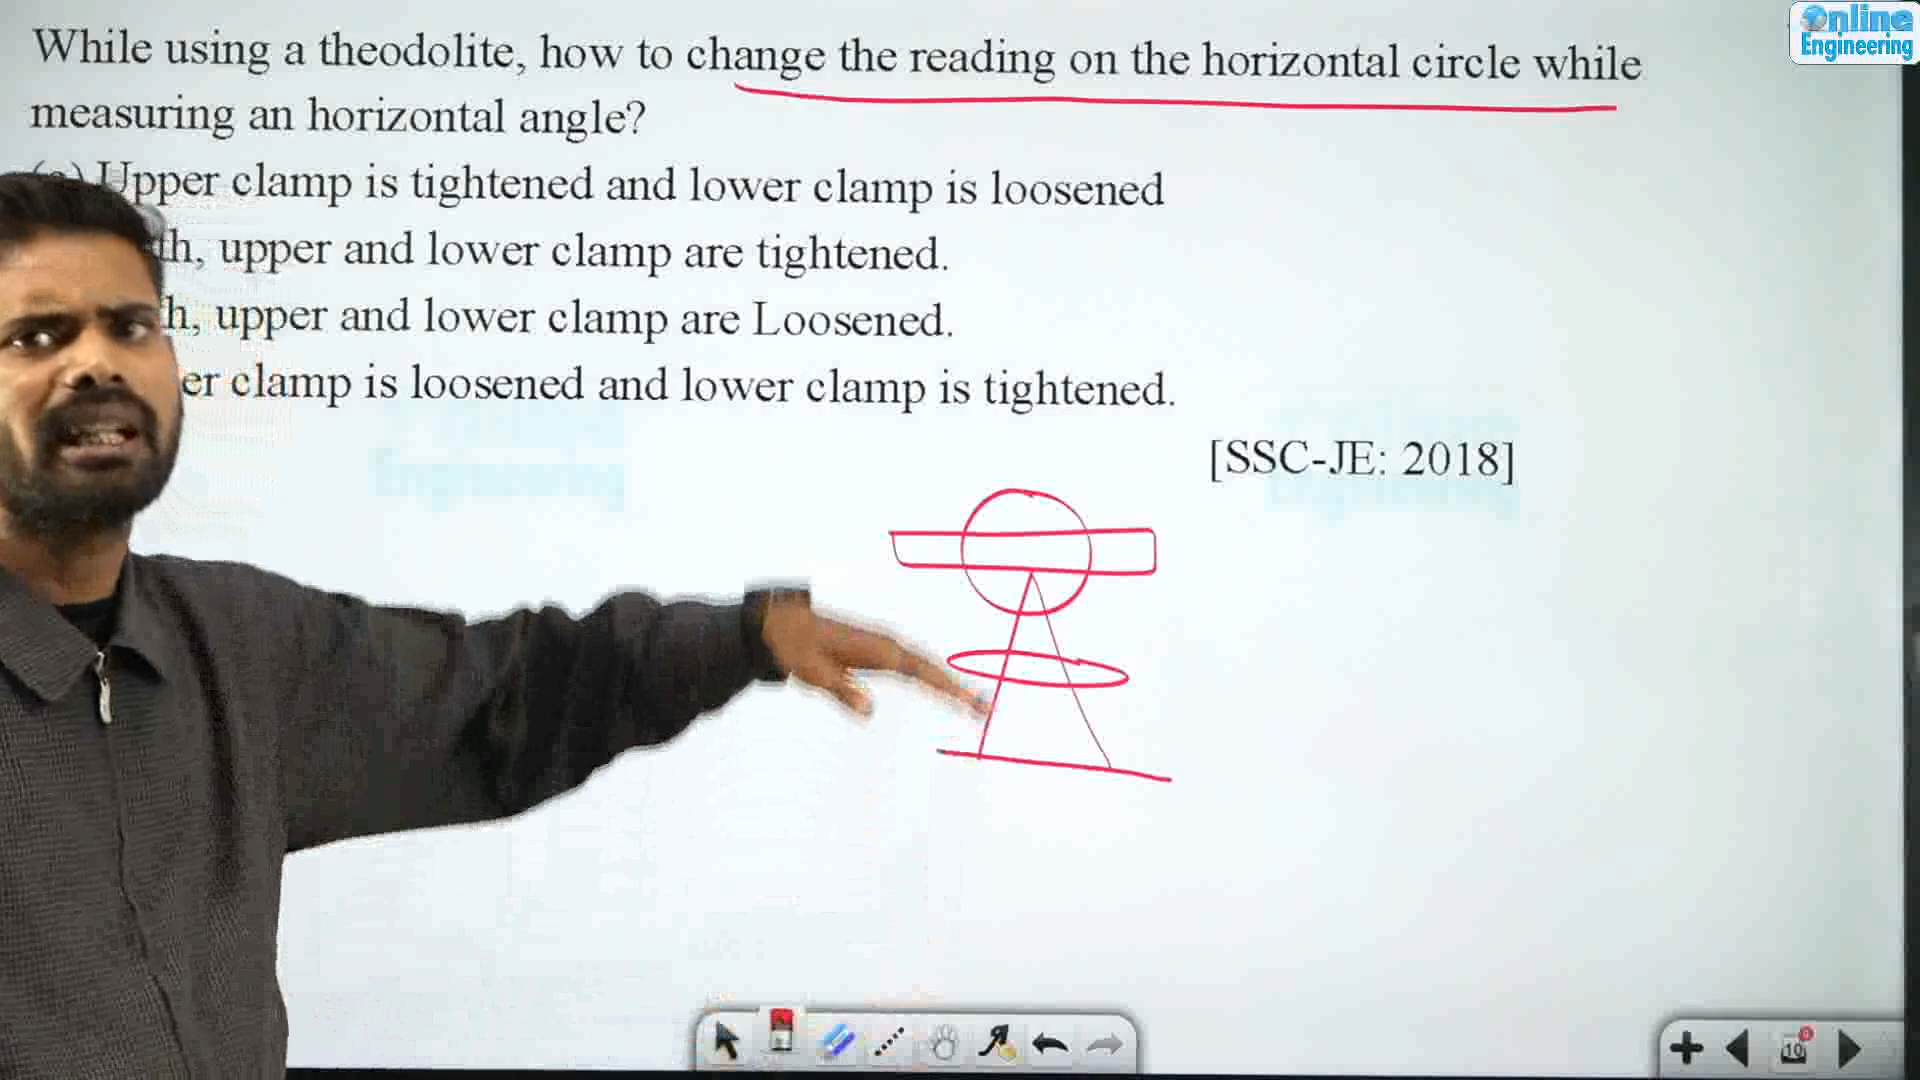 Online
Engineering
While using a theodolite, how to change the reading on the horizontal circle while
measuring an horizontal angle?
Upper clamp is tightened and lower clamp is loosened
upper and lower clamp are tightened.
upper and lower clamp are Loosened.
clamp is loosened and lower clamp is tightened.
[SSC-JE: 2018]
Engineering
10